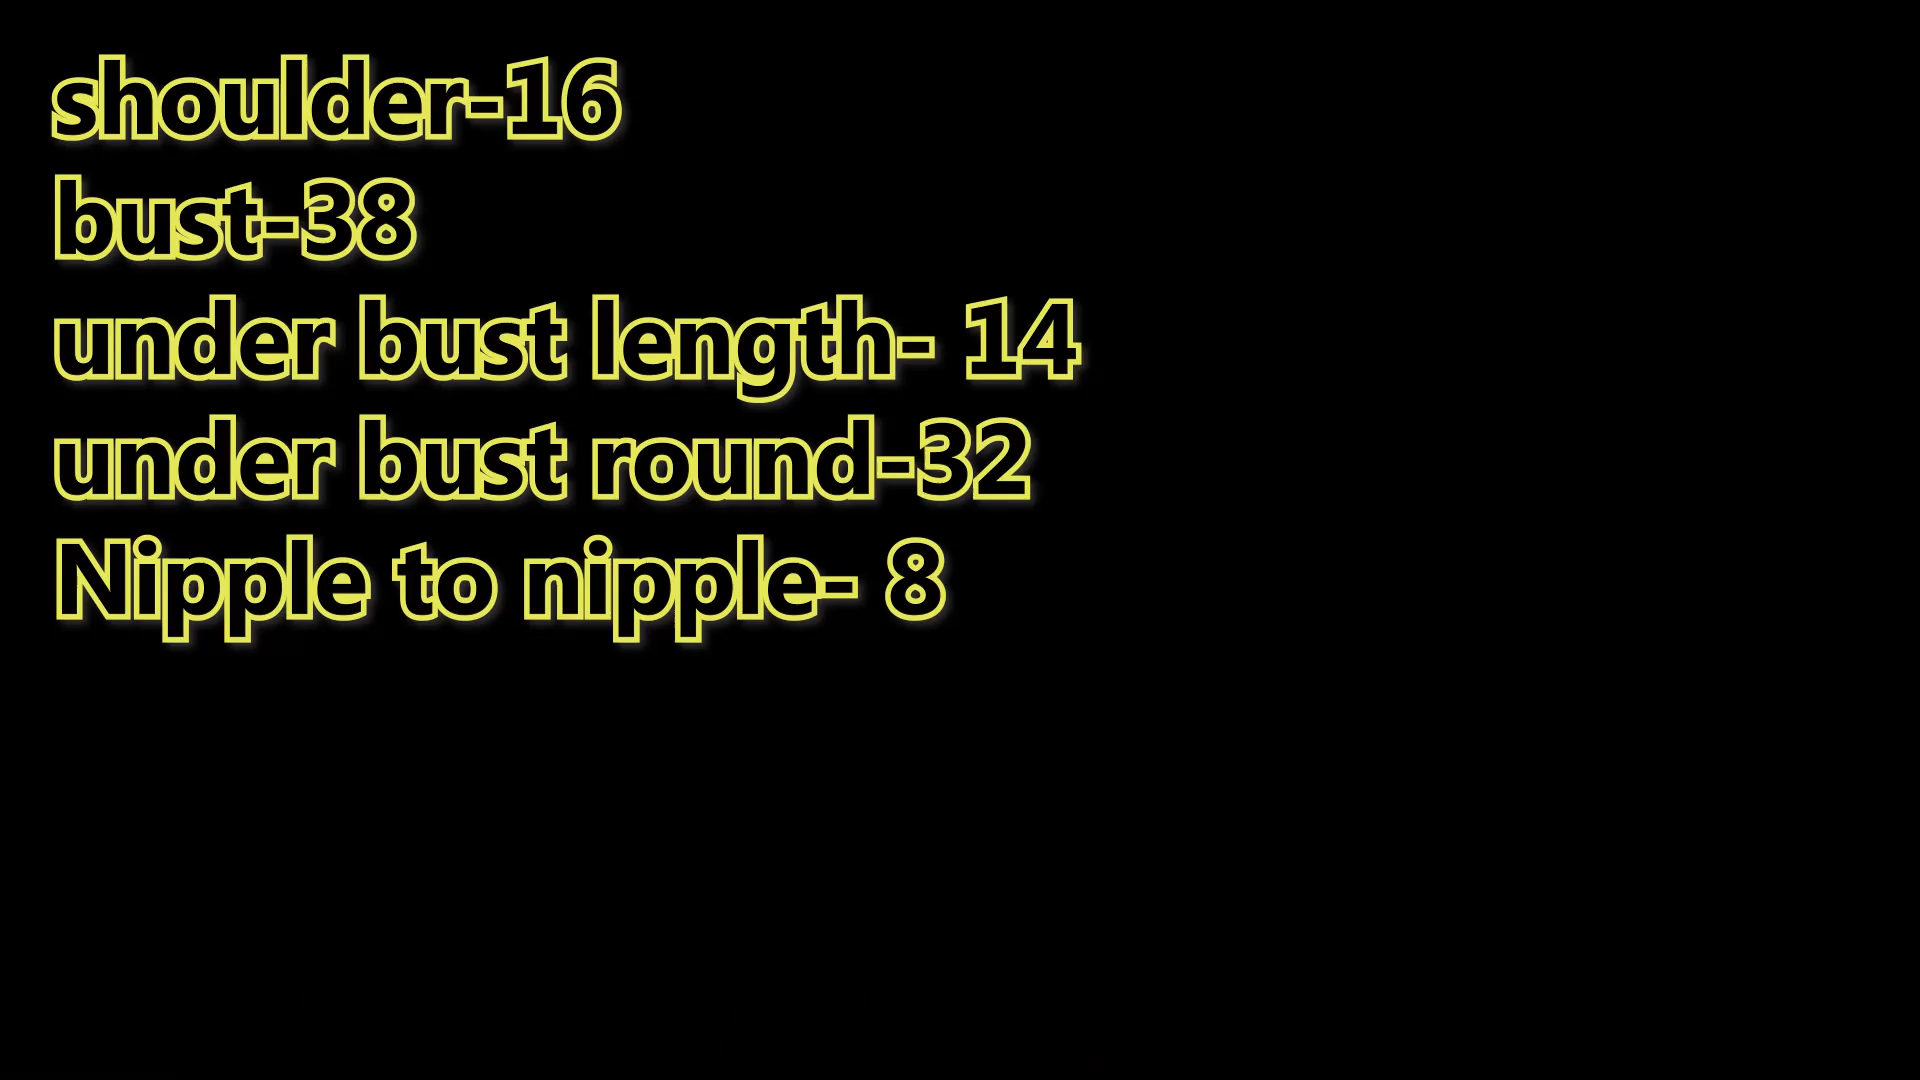 shoulder-16
bust-38
under bust length- 14
under bust round-32
Nipple to nipple- 8